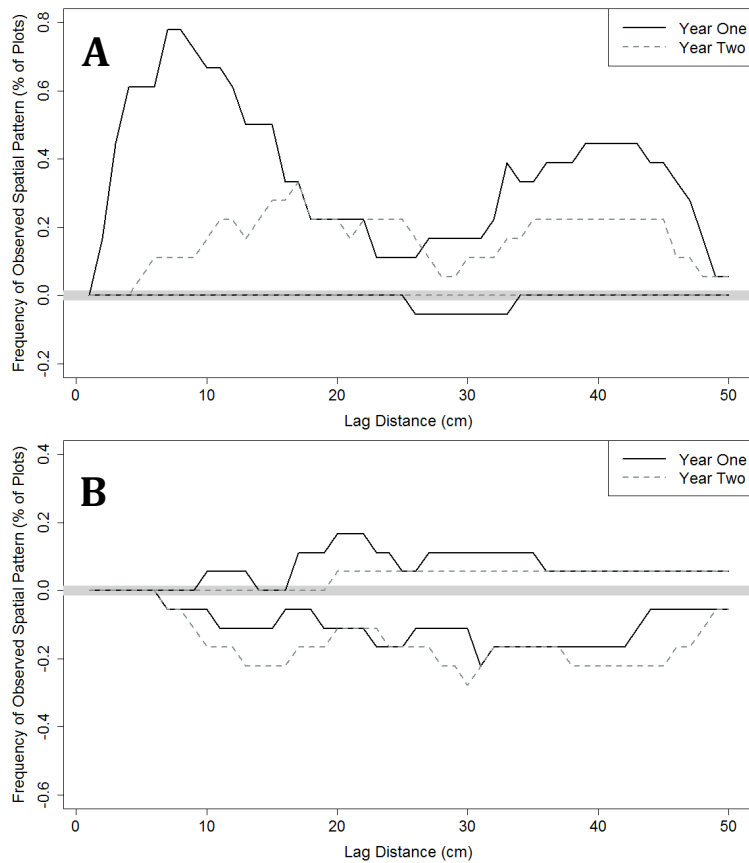 A
Year One
Year Two
Frequency of Observed Spatial Pattern (% of Plots)
0.8
0.6
0.4
0.2
0.0
-0.2
0
10
20
30
40
50
Lag Distance (cm)
B
Year One
Year Two
Frequency of Observed Spatial Pattern (% of Plots)
0.4
0.2
0.0
-0.2
-0.4
-0.6
0
10
20
30
40
50
Lag Distance (cm)